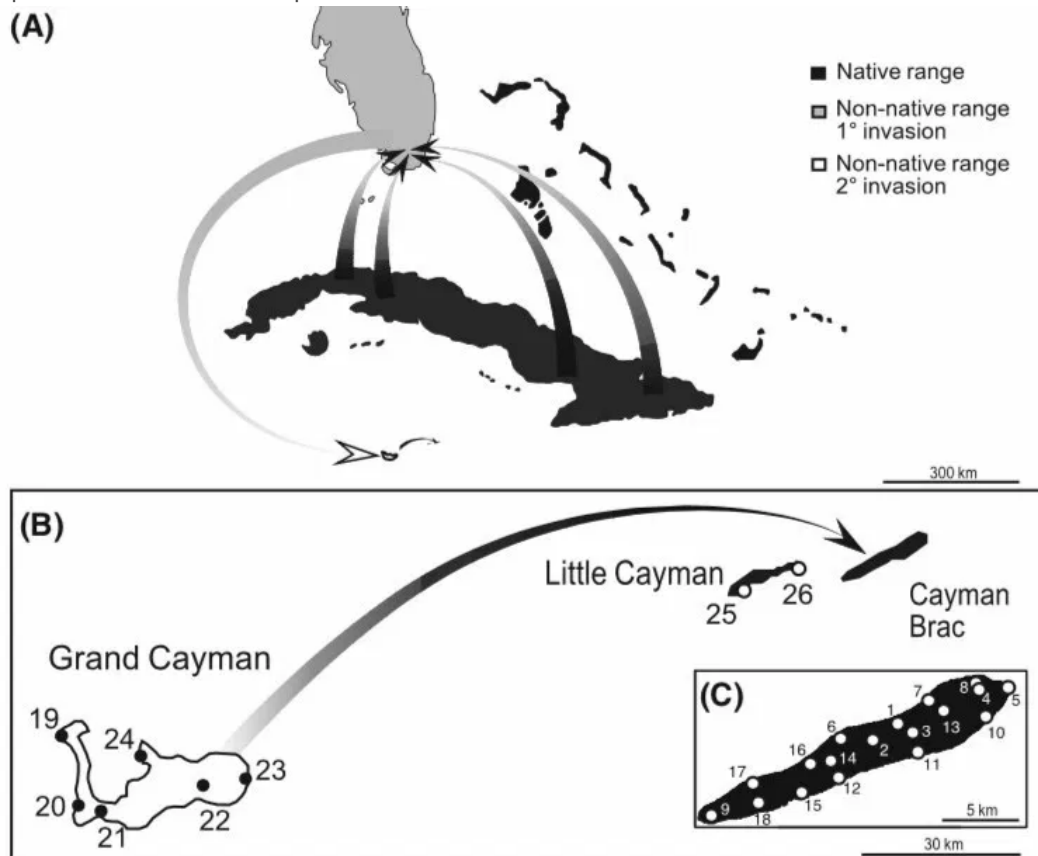 (A)
Native range
Non-native range
1° invasion
Non-native range
2° invasion
300 km
(B)
Little Cayman
25
26
Cayman
Brac
Grand Cayman
19
24
23
20
21
22
(C)
7
8
4
5
1
13
10
6
2
3
11
16
14
17
12
15
9
18
5 km
30 km